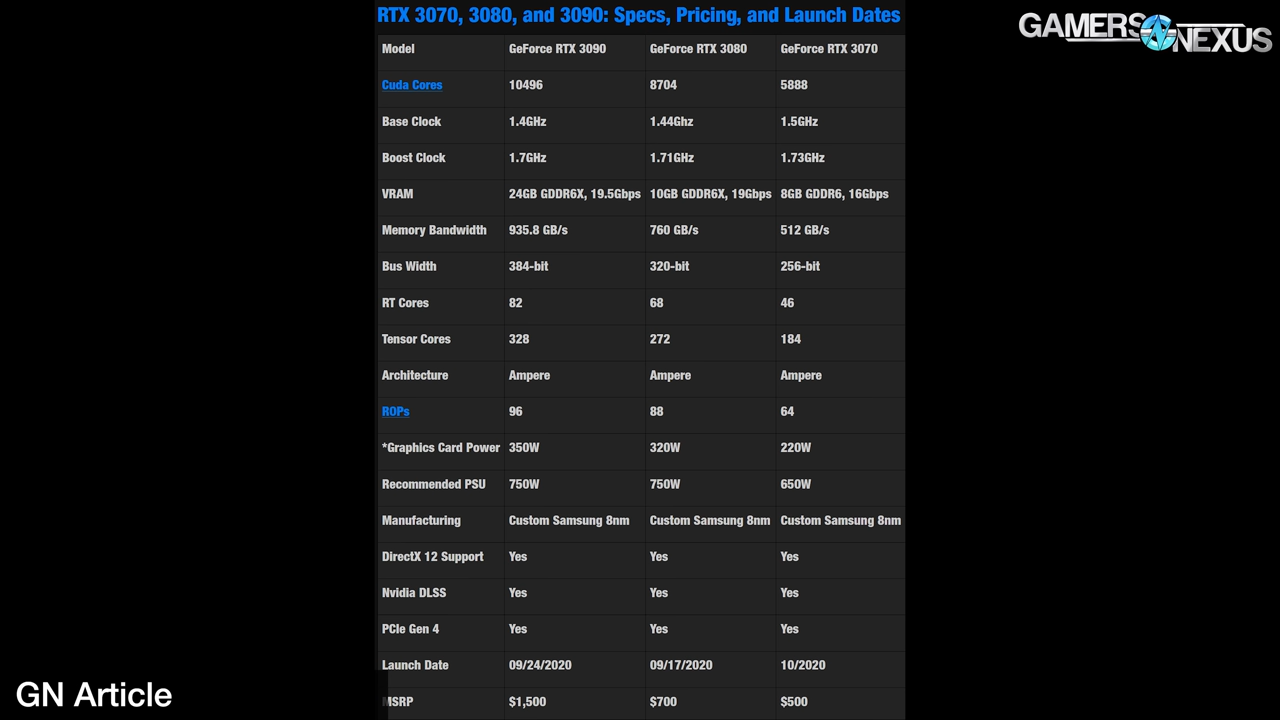 RTX 3070, 3080, and 3090: Specs, Pricing, and Launch Dates
GAMERS NEXUS
Model GeForce RTX 3090 GeForce RTX 3080 GeForce RTX 3070
Cuda Cores 10496 8704 5888
Base Clock 1.4GHz 1.44Ghz 1.5GHz
Boost Clock 1.7GHz 1.71GHz 1.73GHz
VRAM 24GB GDDR6X, 19.5Gbps 10GB GDDR6X, 19Gbps 8GB GDDR6, 16Gbps
Memory Bandwidth 935.8 GB/s 760 GB/s 512 GB/s
Bus Width 384-bit 320-bit 256-bit
RT Cores 82 68 46
Tensor Cores 328 272 184
Architecture Ampere Ampere Ampere
ROPs 96 88 64
*Graphics Card Power 350W 320W 220W
Recommended PSU 750W 750W 650W
Manufacturing Custom Samsung 8nm Custom Samsung 8nm Custom Samsung 8nm
DirectX 12 Support Yes Yes Yes
Nvidia DLSS Yes Yes Yes
PCIe Gen 4 Yes Yes Yes
Launch Date 09/24/2020 09/17/2020 10/2020
MSRP $1,500 $700 $500
GN Article